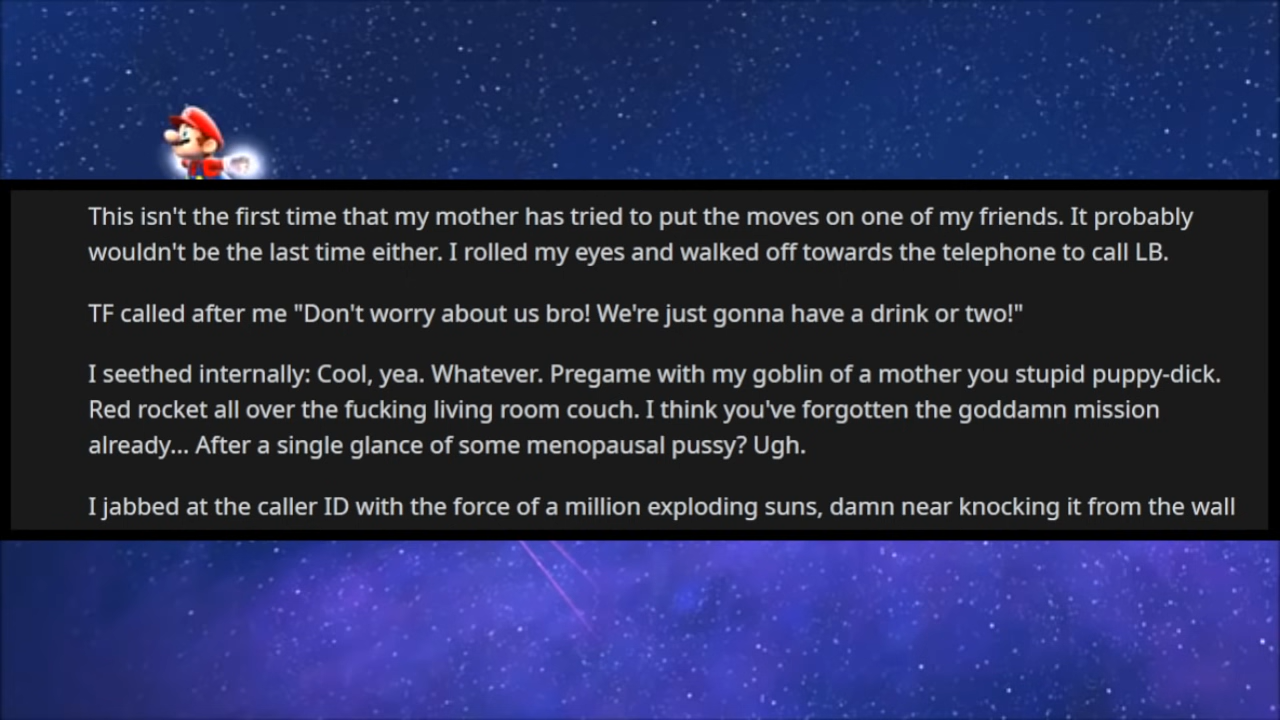 This isn't the first time that my mother has tried to put the moves on one of my friends. It probably
wouldn't be the last time either. I rolled my eyes and walked off towards the telephone to call LB.
TF called after me "Don't worry about us bro! We're just gonna have a drink or two!"
I seethed internally: Cool, yea. Whatever. Pregame with my goblin of a mother you stupid puppy-dick.
Red rocket all over the fucking living room couch. I think you've forgotten the goddamn mission
already... After a single glance of some menopausal pussy? Ugh.
I jabbed at the caller ID with the force of a million exploding suns, damn near knocking it from the wall